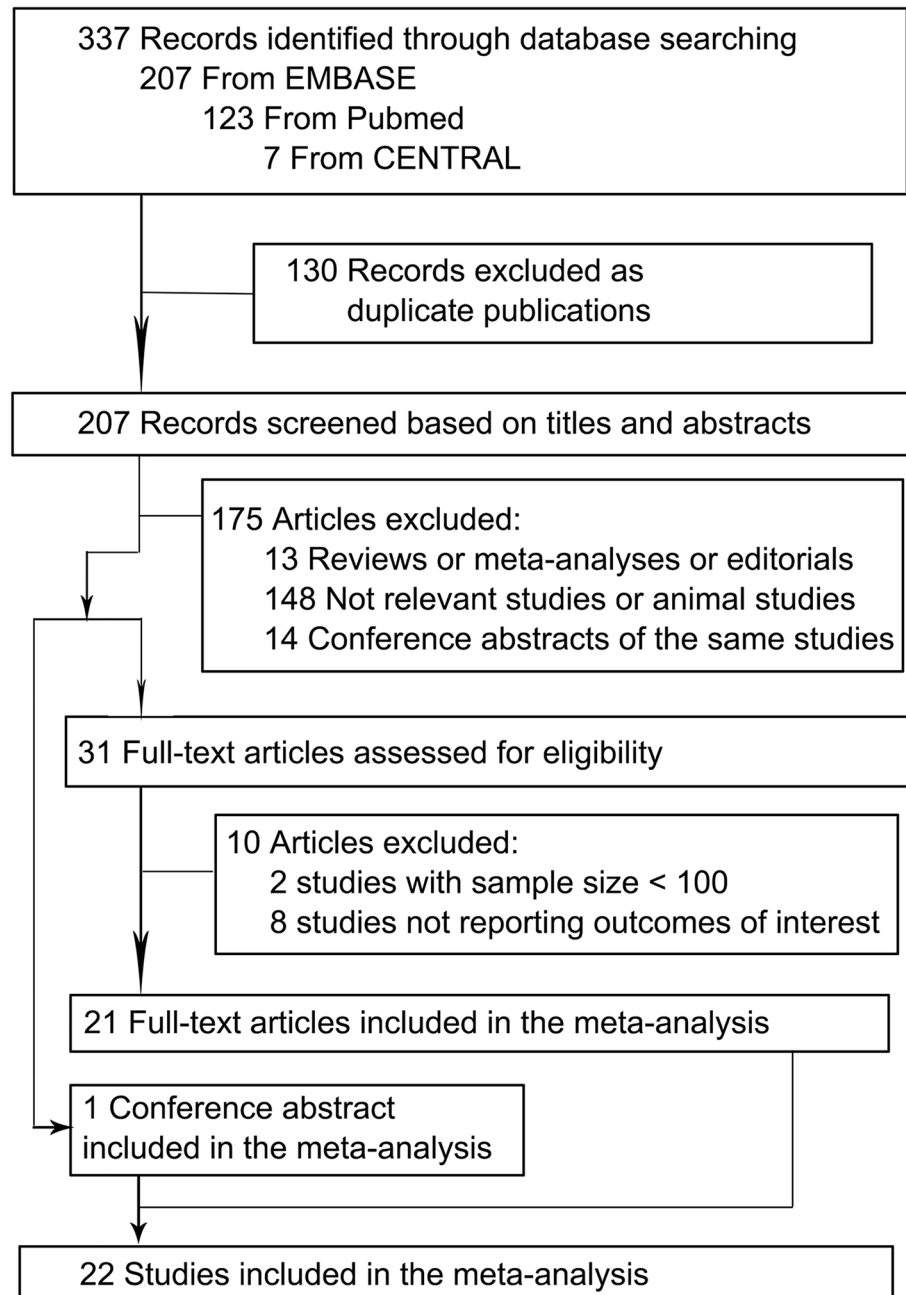 337 Records identified through database searching
207 From EMBASE
123 From Pubmed
7 From CENTRAL
130 Records excluded as
duplicate publications
207 Records screened based on titles and abstracts
175 Articles excluded:
13 Reviews or meta-analyses or editorials
148 Not relevant studies or animal studies
14 Conference abstracts of the same studies
31 Full-text articles assessed for eligibility
10 Articles excluded:
2 studies with sample size < 100
8 studies not reporting outcomes of interest
21 Full-text articles included in the meta-analysis
1 Conference abstract
included in the meta-analysis
22 Studies included in the meta-analysis